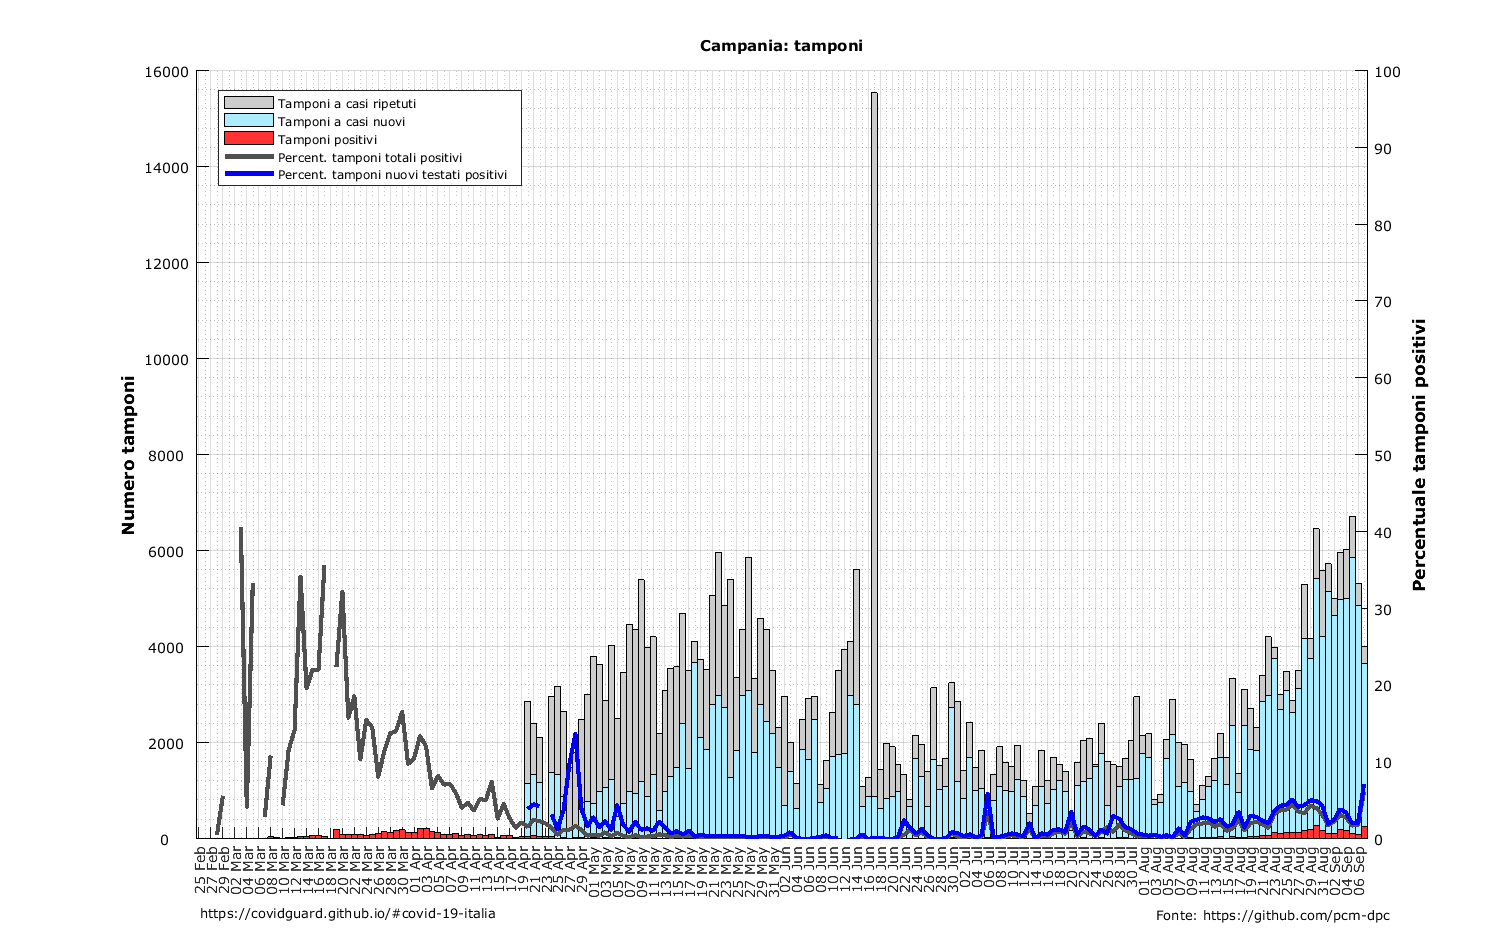 Campania: tamponi
Tamponi a casi ripetuti
Tamponi a casi nuovi
Tamponi positivi
Percent. tamponi totali positivi
Percent. tamponi nuovi testati positivi
Numero tamponi
16000
14000
12000
10000
8000
6000
4000
2000
0
Percentuale tamponi positivi
100
90
80
70
60
50
40
30
20
10
0
25 Feb
27 Feb
29 Feb
02 Mar
04 Mar
06 Mar
08 Mar
10 Mar
12 Mar
14 Mar
16 Mar
18 Mar
20 Mar
22 Mar
24 Mar
26 Mar
28 Mar
30 Mar
01 Apr
03 Apr
05 Apr
07 Apr
09 Apr
11 Apr
13 Apr
15 Apr
17 Apr
19 Apr
21 Apr
23 Apr
25 Apr
27 Apr
29 Apr
01 May
03 May
05 May
07 May
09 May
11 May
13 May
15 May
17 May
19 May
21 May
23 May
25 May
27 May
29 May
31 May
02 Jun
04 Jun
06 Jun
08 Jun
10 Jun
12 Jun
14 Jun
16 Jun
18 Jun
20 Jun
22 Jun
24 Jun
26 Jun
28 Jun
30 Jun
02 Jul
04 Jul
06 Jul
08 Jul
10 Jul
12 Jul
14 Jul
16 Jul
18 Jul
20 Jul
22 Jul
24 Jul
26 Jul
28 Jul
30 Jul
01 Aug
03 Aug
05 Aug
07 Aug
09 Aug
11 Aug
13 Aug
15 Aug
17 Aug
19 Aug
21 Aug
23 Aug
25 Aug
27 Aug
29 Aug
31 Aug
02 Sep
04 Sep
06 Sep
https://covidguard.github.io/#covid-19-italia
Fonte: https://github.com/pcm-dpc